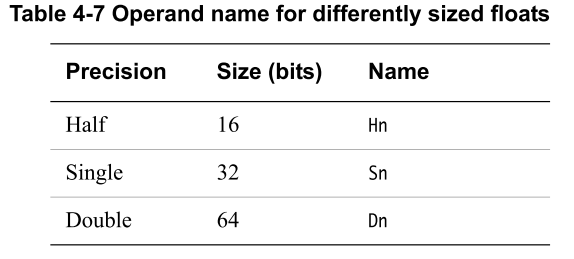 Table 4-7 Operand name for differently sized floats
Precision Size (bits) Name
Half 16 Hn
Single 32 Sn
Double 64 Dn